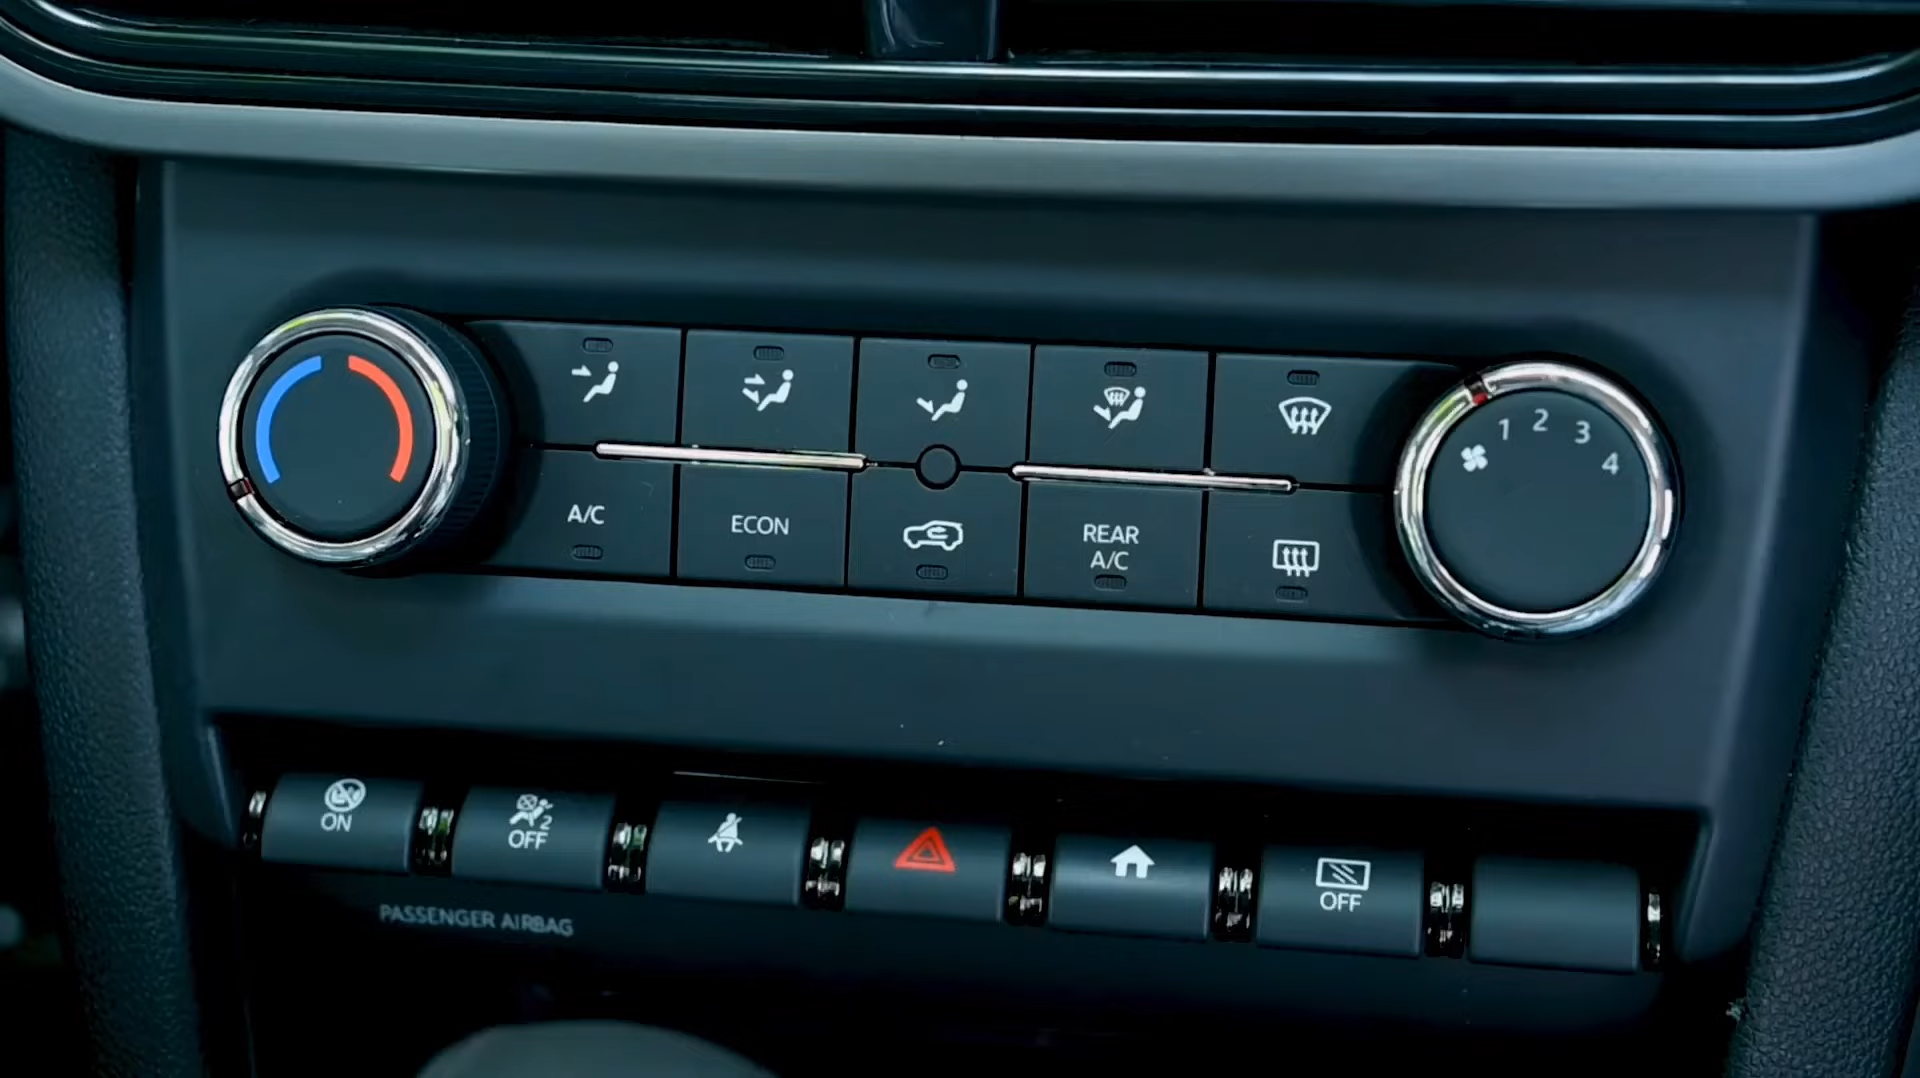 1 2 3 4
A/C
ECON
REAR
A/C
ON
2
OFF
OFF
PASSENGER AIRBAG